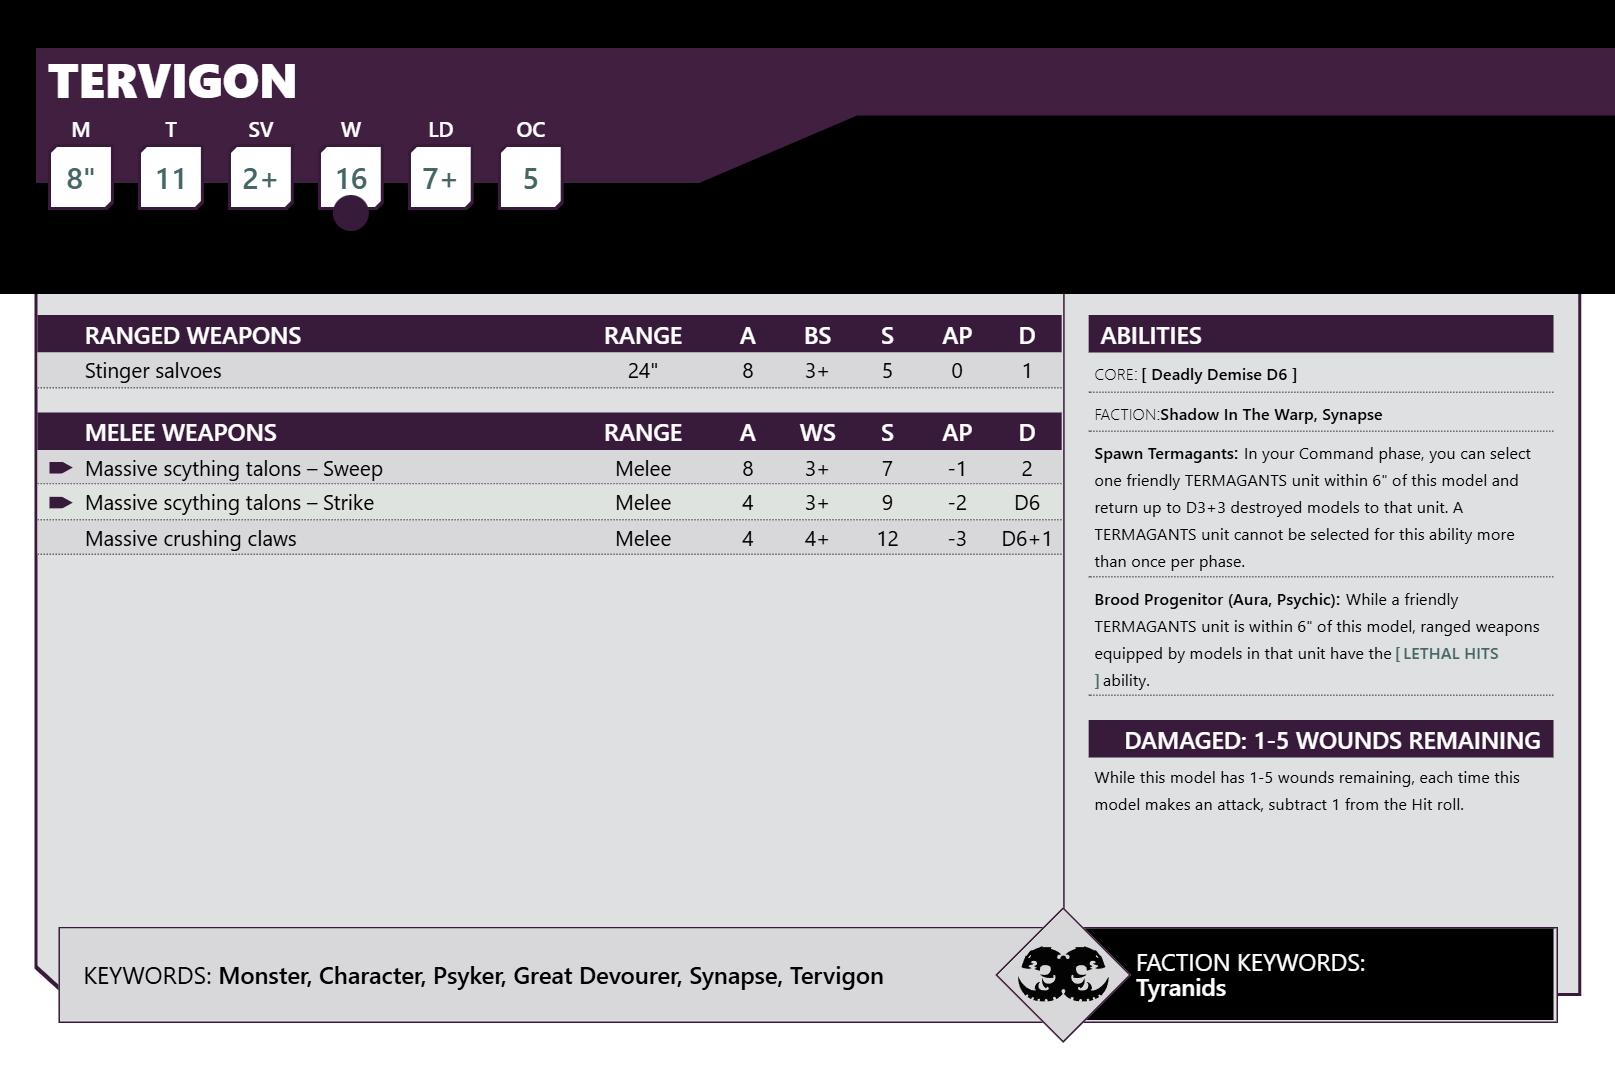 TERVIGON
M T SV W LD OC
8" 11 2+ 16 7+ 5
RANGED WEAPONS RANGE A BS S AP D
Stinger salvoes 24" 8 3+ 5 0 1
MELEE WEAPONS RANGE A WS S AP D
Massive scything talons – Sweep Melee 8 3+ 7 -1 2
Massive scything talons – Strike Melee 4 3+ 9 -2 D6
Massive crushing claws Melee 4 4+ 12 -3 D6+1
ABILITIES
CORE: [ Deadly Demise D6 ]
FACTION:Shadow In The Warp, Synapse
Spawn Termagants: In your Command phase, you can select
one friendly TERMAGANTS unit within 6" of this model and
return up to D3+3 destroyed models to that unit. A
TERMAGANTS unit cannot be selected for this ability more
than once per phase.
Brood Progenitor (Aura, Psychic): While a friendly
TERMAGANTS unit is within 6" of this model, ranged weapons
equipped by models in that unit have the [ LETHAL HITS
] ability.
DAMAGED: 1-5 WOUNDS REMAINING
While this model has 1-5 wounds remaining, each time this
model makes an attack, subtract 1 from the Hit roll.
KEYWORDS: Monster, Character, Psyker, Great Devourer, Synapse, Tervigon
FACTION KEYWORDS:
Tyranids